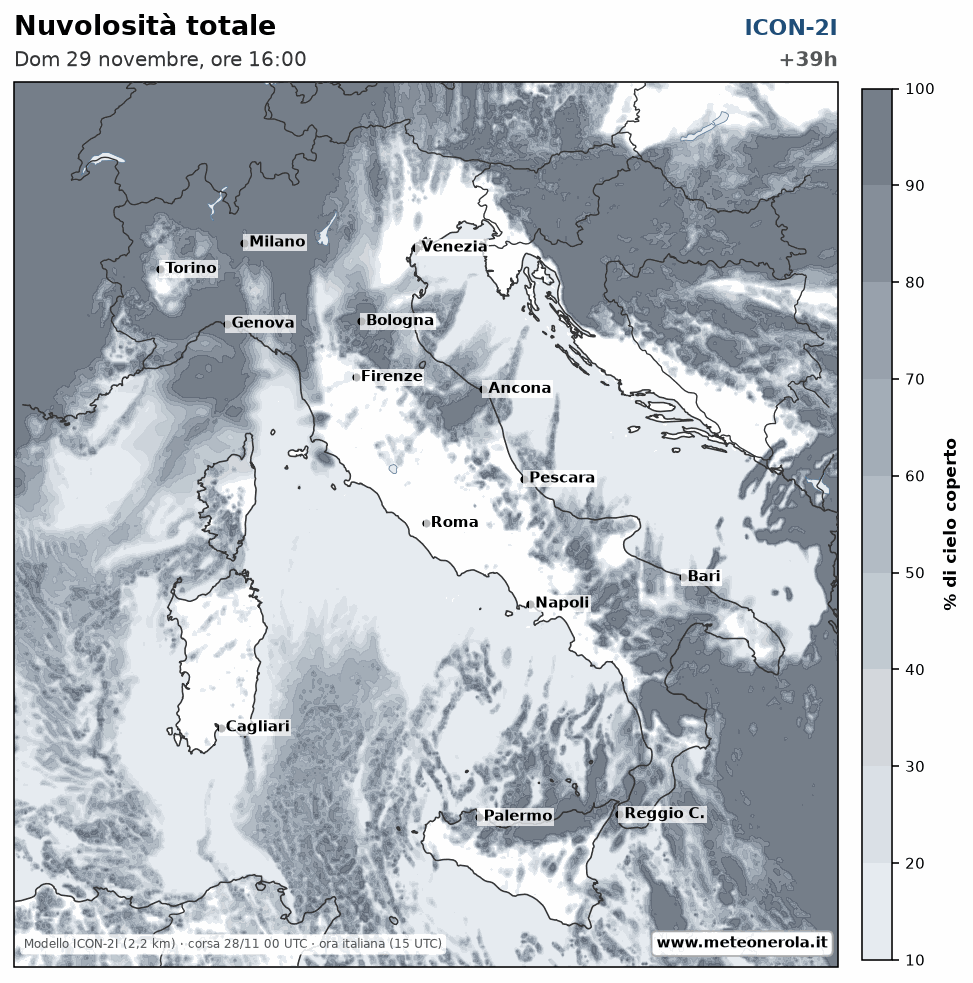 Nuvolosità totale
ICON-2I
Dom 29 novembre, ore 16:00
+39h
100
90
80
70
60
50
40
30
20
10
% di cielo coperto
Milano
Venezia
Torino
Genova
Bologna
Firenze
Ancona
Pescara
Roma
Bari
Napoli
Cagliari
Palermo
Reggio C.
Modello ICON-2I (2,2 km) · corsa 28/11 00 UTC · ora italiana (15 UTC)
www.meteonerola.it